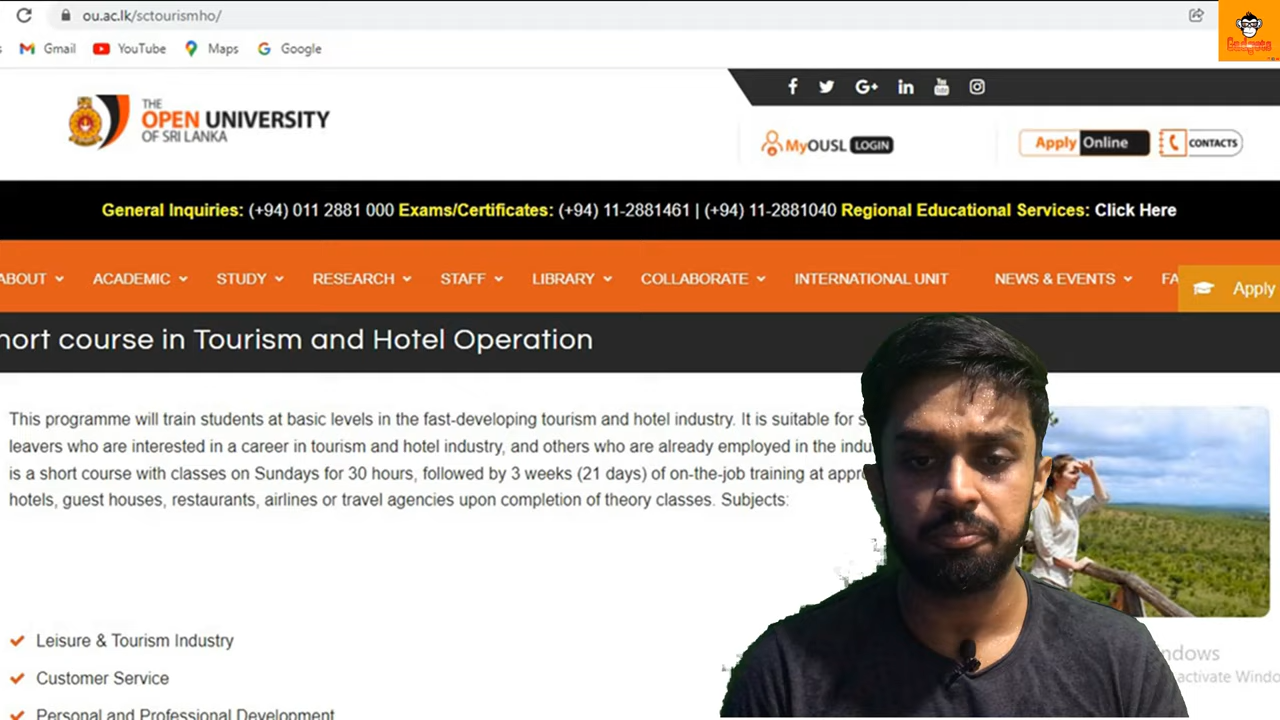 ou.ac.lk/sctourismho/
Gmail YouTube Maps Google
Gadgets
THE
OPEN UNIVERSITY
OF SRI LANKA
MyOUSL LOGIN
Apply Online
CONTACTS
General Inquiries: (+94) 011 2881 000 Exams/Certificates: (+94) 11-2881461 | (+94) 11-2881040 Regional Educational Services: Click Here
ABOUT ACADEMIC STUDY RESEARCH STAFF LIBRARY COLLABORATE INTERNATIONAL UNIT NEWS & EVENTS FA
Apply
hort course in Tourism and Hotel Operation
This programme will train students at basic levels in the fast-developing tourism and hotel industry. It is suitable for s
leavers who are interested in a career in tourism and hotel industry, and others who are already employed in the indu
is a short course with classes on Sundays for 30 hours, followed by 3 weeks (21 days) of on-the-job training at appr
hotels, guest houses, restaurants, airlines or travel agencies upon completion of theory classes. Subjects:
Leisure & Tourism Industry
Customer Service
Personal and Professional Development
ndows
activate Windo